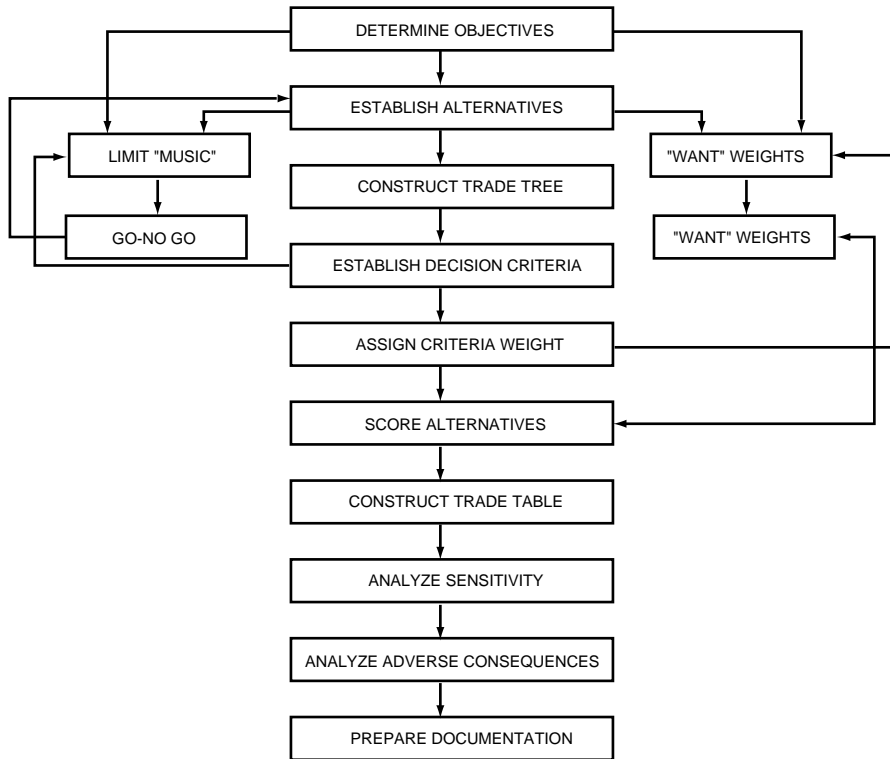 DETERMINE OBJECTIVES
ESTABLISH ALTERNATIVES
LIMIT "MUSIC"
"WANT" WEIGHTS
CONSTRUCT TRADE TREE
GO-NO GO
"WANT" WEIGHTS
ESTABLISH DECISION CRITERIA
ASSIGN CRITERIA WEIGHT
SCORE ALTERNATIVES
CONSTRUCT TRADE TABLE
ANALYZE SENSITIVITY
ANALYZE ADVERSE CONSEQUENCES
PREPARE DOCUMENTATION